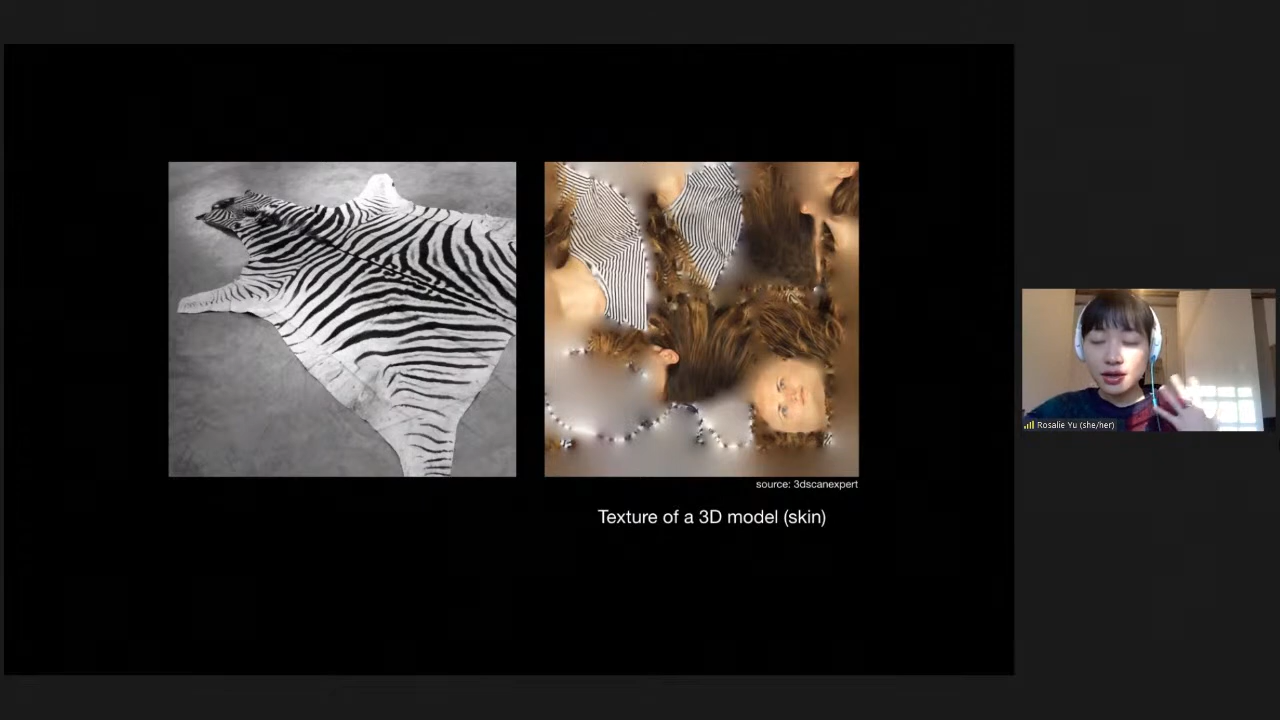 source: 3dscanexpert
Texture of a 3D model (skin)
Rosalie Yu (she/her)